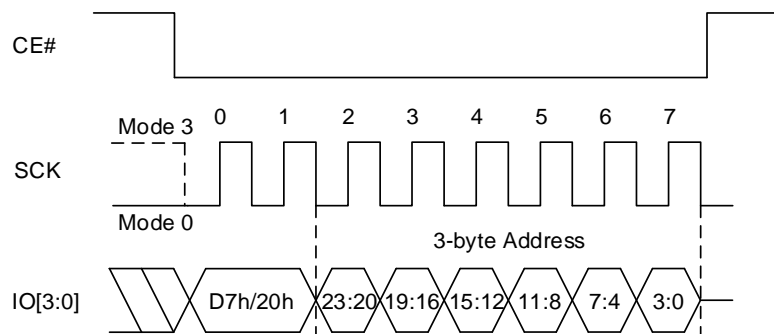 CE#
Mode 3
0 1 2 3 4 5 6 7
SCK
Mode 0
3-byte Address
IO[3:0]
D7h/20h 23:20 19:16 15:12 11:8 7:4 3:0